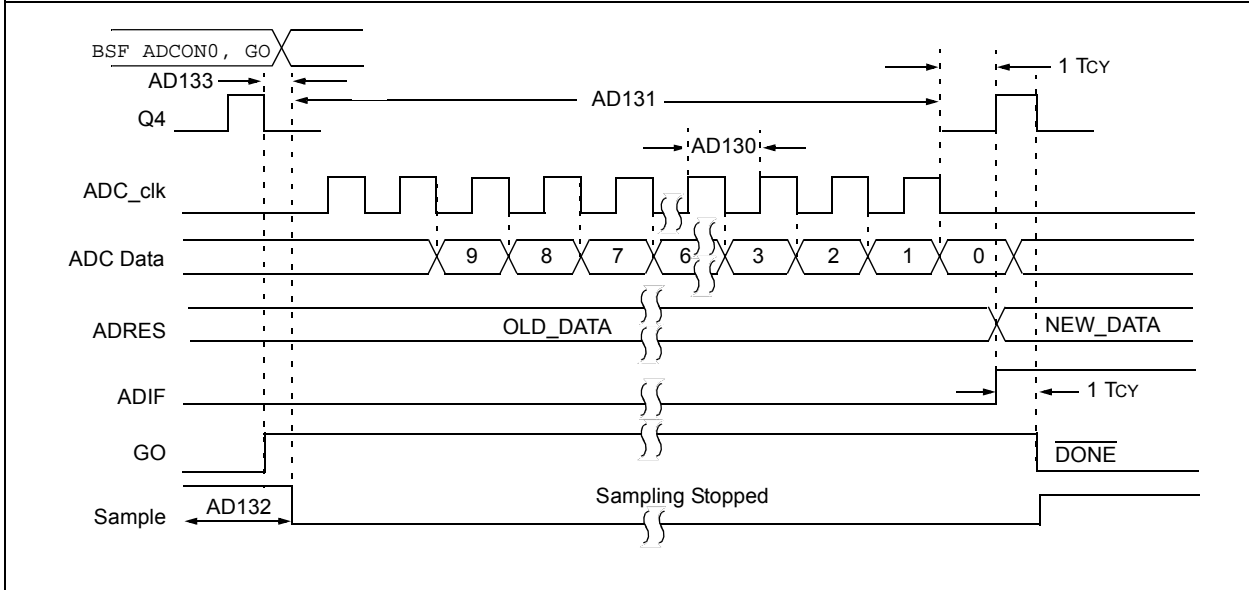 BSF ADCON0, GO
1 TCY
AD133
AD131
Q4
AD130
ADC_clk
ADC Data 9 8 7 6 3 2 1 0
ADRES OLD_DATA NEW_DATA
ADIF 1 TCY
GO DONE
Sampling Stopped
Sample AD132